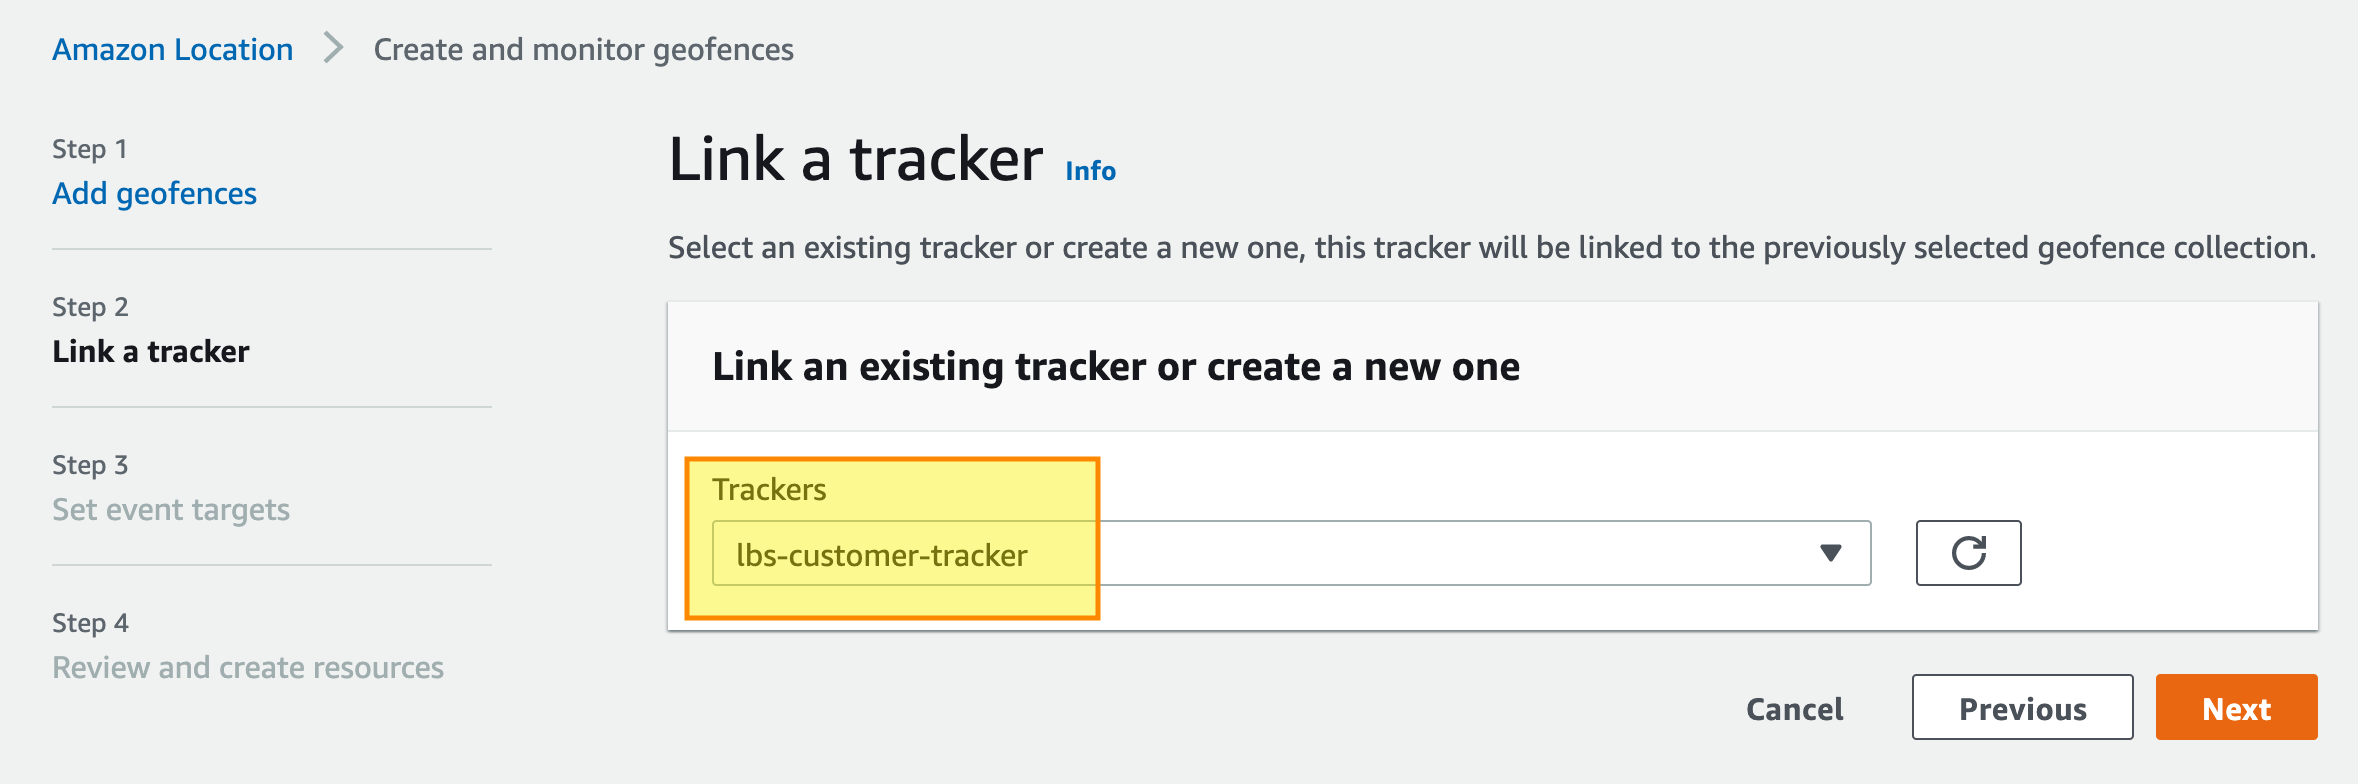 Amazon Location > Create and monitor geofences
Step 1
Add geofences
Step 2
Link a tracker
Step 3
Set event targets
Step 4
Review and create resources
Link a tracker Info
Select an existing tracker or create a new one, this tracker will be linked to the previously selected geofence collection.
Link an existing tracker or create a new one
Trackers
lbs-customer-tracker
Cancel Previous Next